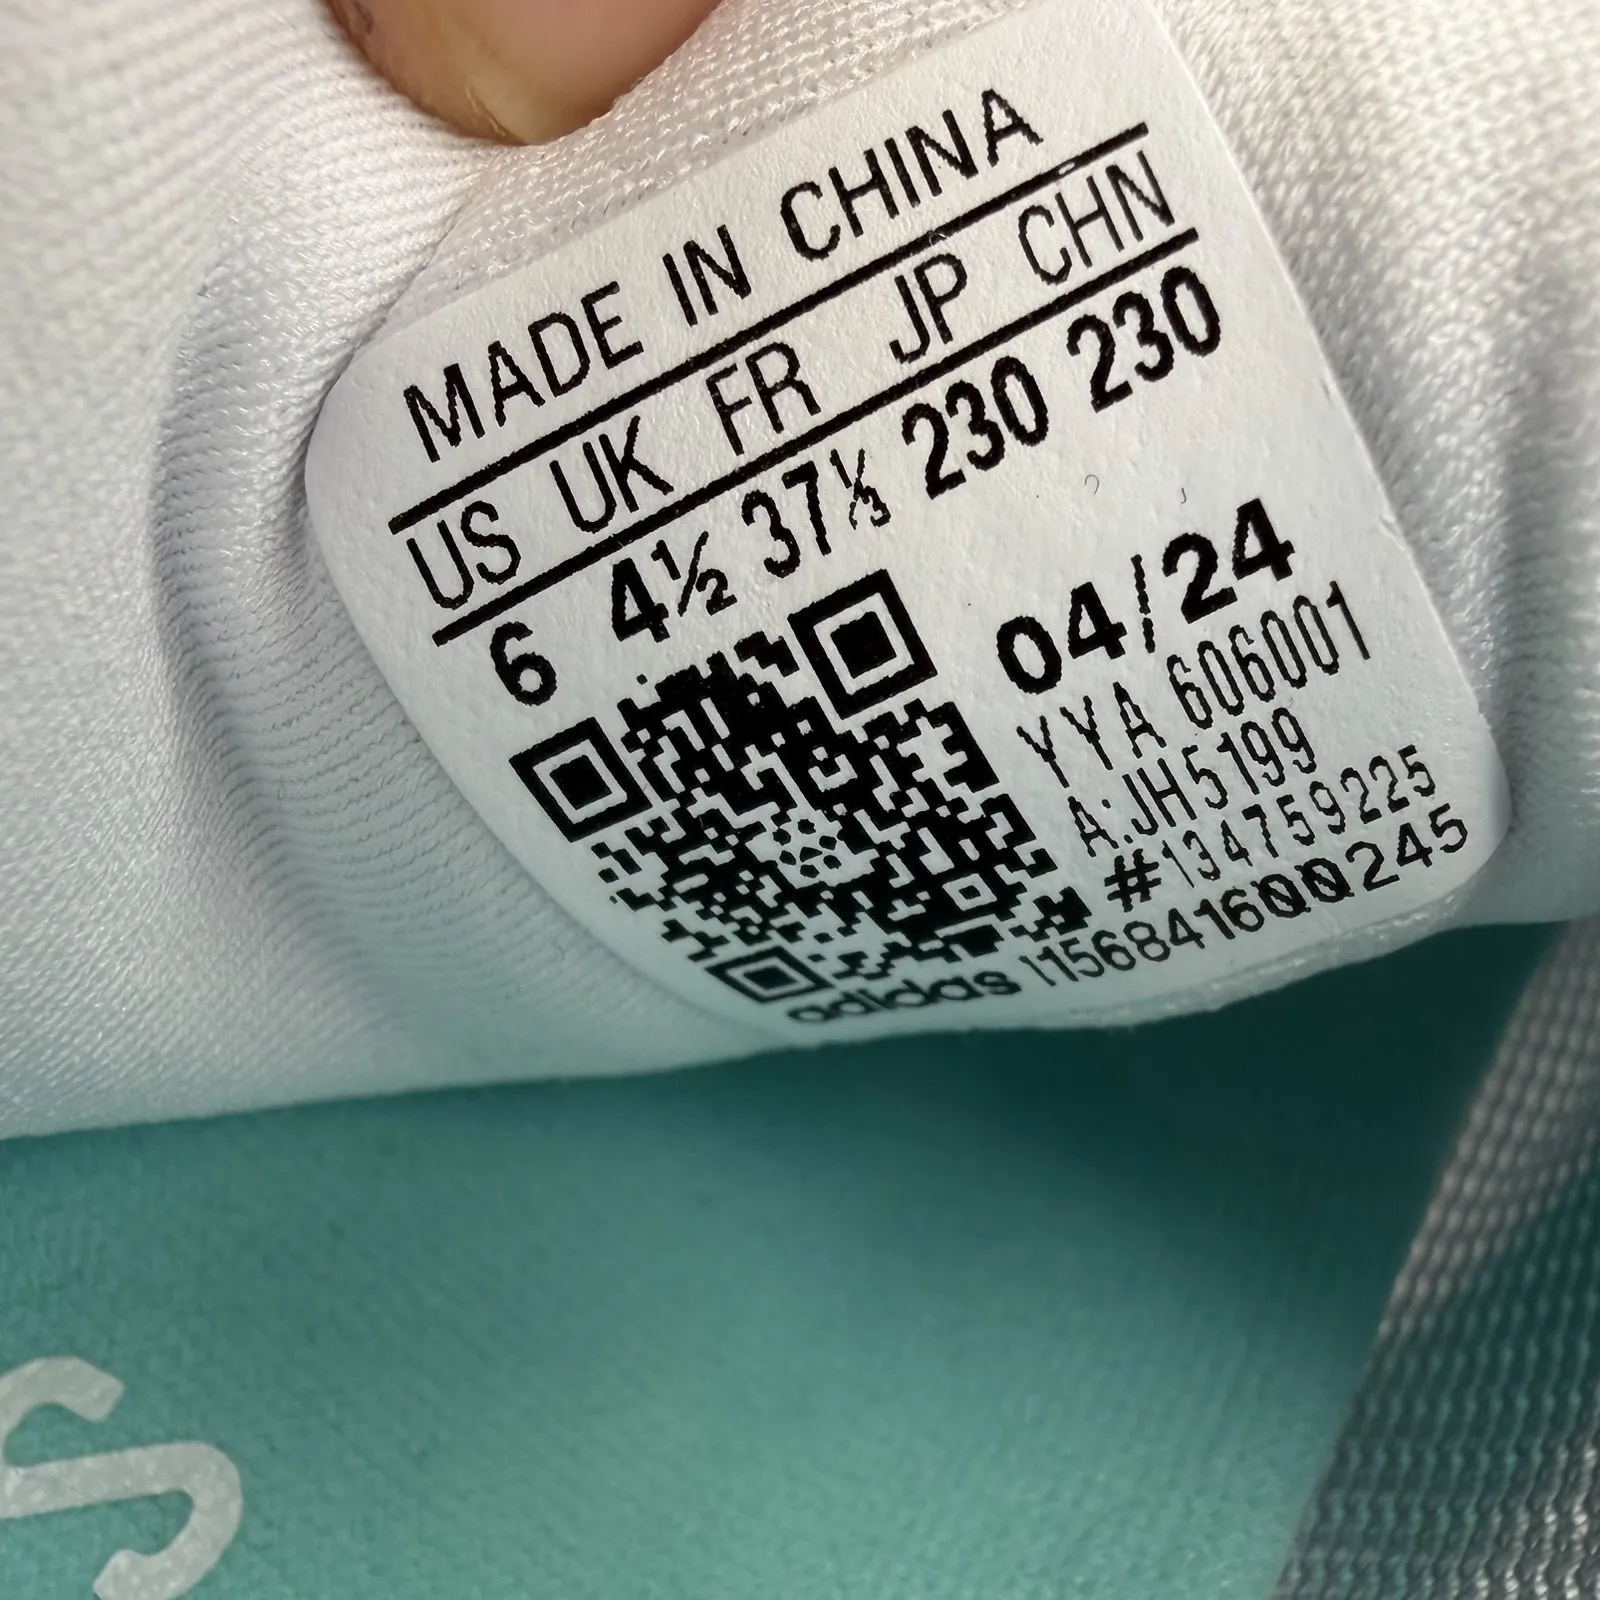 MADE IN CHINA
US UK FR JP CHN
6 4½ 37⅓ 230 230
04/24
YYA 606001
A:JH5199
#134759225
adidas 1156841600245
S